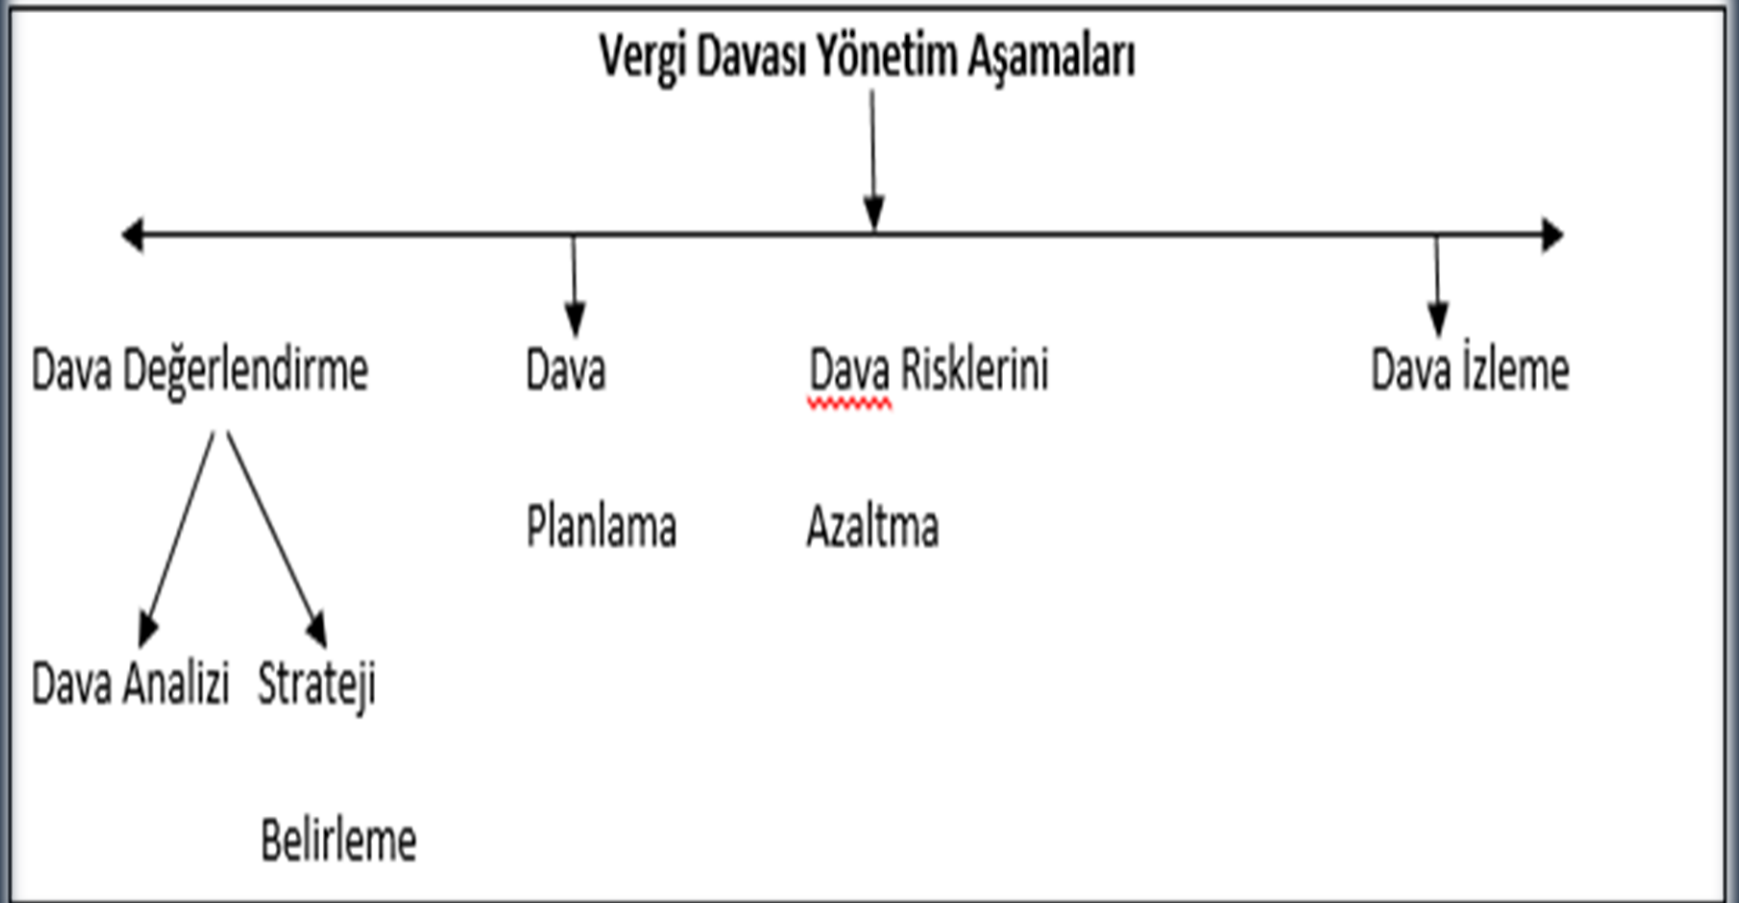 Vergi Davası Yönetim Aşamaları
Dava Değerlendirme Dava Dava Risklerini Dava İzleme
Planlama Azaltma
Dava Analizi Strateji
Belirleme